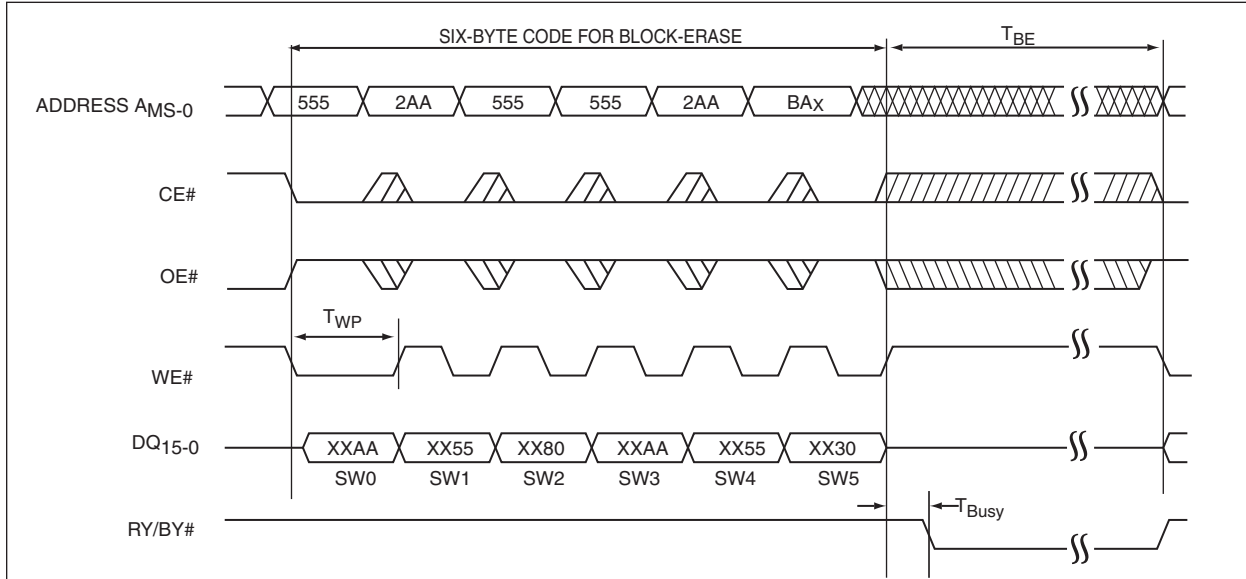 SIX-BYTE CODE FOR BLOCK-ERASE
TBE
ADDRESS AMS-0
555 2AA 555 555 2AA BAX
CE#
OE#
TWP
WE#
DQ15-0
XXAA XX55 XX80 XXAA XX55 XX30
SW0 SW1 SW2 SW3 SW4 SW5
TBusy
RY/BY#